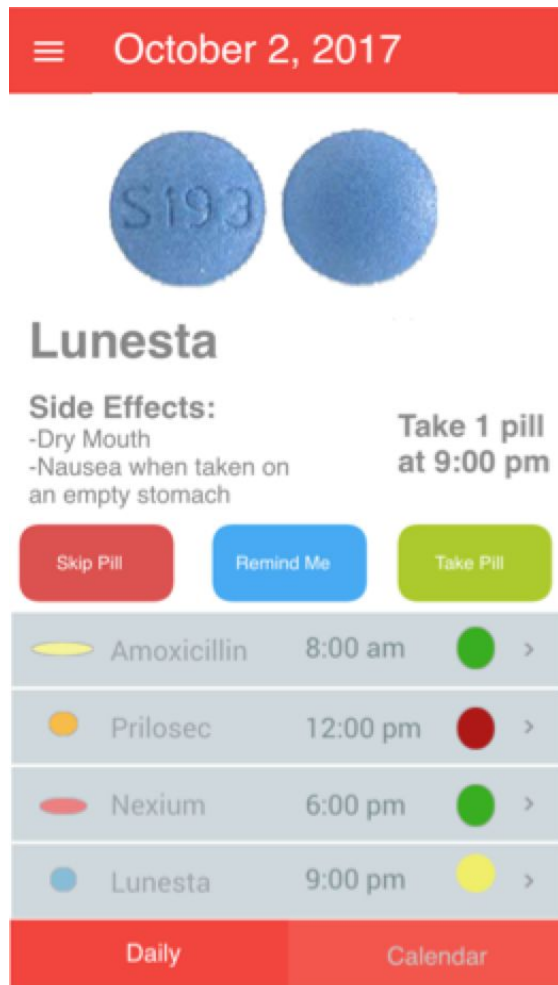 October 2, 2017
S193
Lunesta
Side Effects:
-Dry Mouth
-Nausea when taken on
an empty stomach
Take 1 pill
at 9:00 pm
Skip Pill
Remind Me
Take Pill
Amoxicillin 8:00 am
Prilosec 12:00 pm
Nexium 6:00 pm
Lunesta 9:00 pm
Daily
Calendar